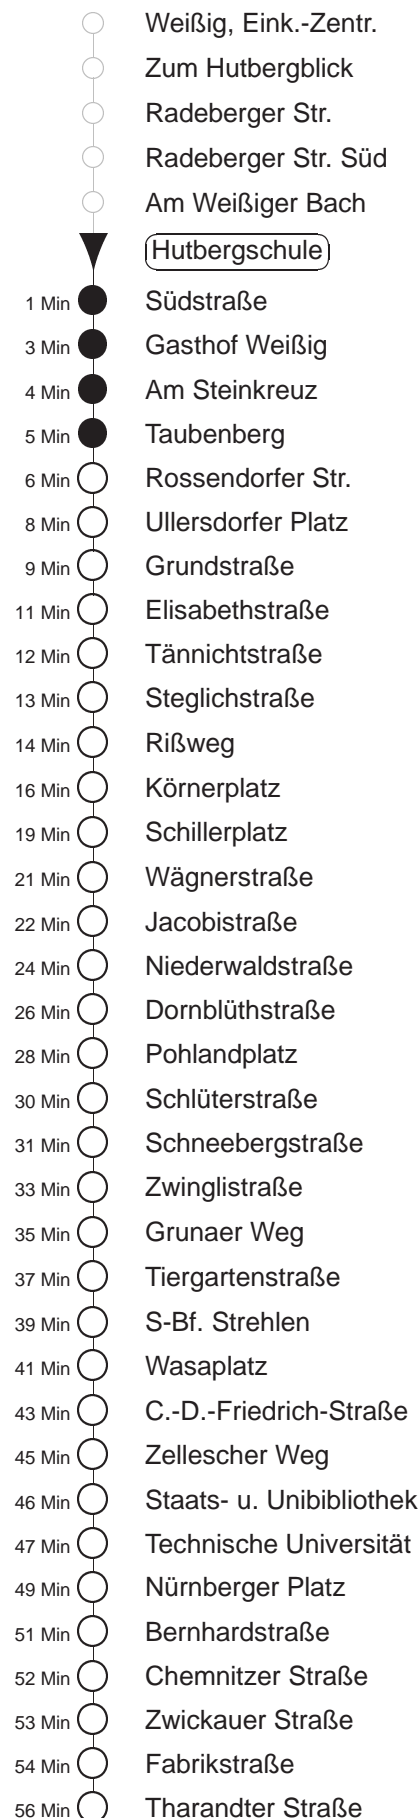 Weißig, Eink.-Zentr.
Zum Hutbergblick
Radeberger Str.
Radeberger Str. Süd
Am Weißiger Bach
Hutbergschule
1 Min Südstraße
3 Min Gasthof Weißig
4 Min Am Steinkreuz
5 Min Taubenberg
6 Min Rossendorfer Str.
8 Min Ullersdorfer Platz
9 Min Grundstraße
11 Min Elisabethstraße
12 Min Tännichtstraße
13 Min Steglichstraße
14 Min Rißweg
16 Min Körnerplatz
19 Min Schillerplatz
21 Min Wägnerstraße
22 Min Jacobistraße
24 Min Niederwaldstraße
26 Min Dornblüthstraße
28 Min Pohlandplatz
30 Min Schlüterstraße
31 Min Schneebergstraße
33 Min Zwinglistraße
35 Min Grunaer Weg
37 Min Tiergartenstraße
39 Min S-Bf. Strehlen
41 Min Wasaplatz
43 Min C.-D.-Friedrich-Straße
45 Min Zellescher Weg
46 Min Staats- u. Unibibliothek
47 Min Technische Universität
49 Min Nürnberger Platz
51 Min Bernhardstraße
52 Min Chemnitzer Straße
53 Min Zwickauer Straße
54 Min Fabrikstraße
56 Min Tharandter Straße